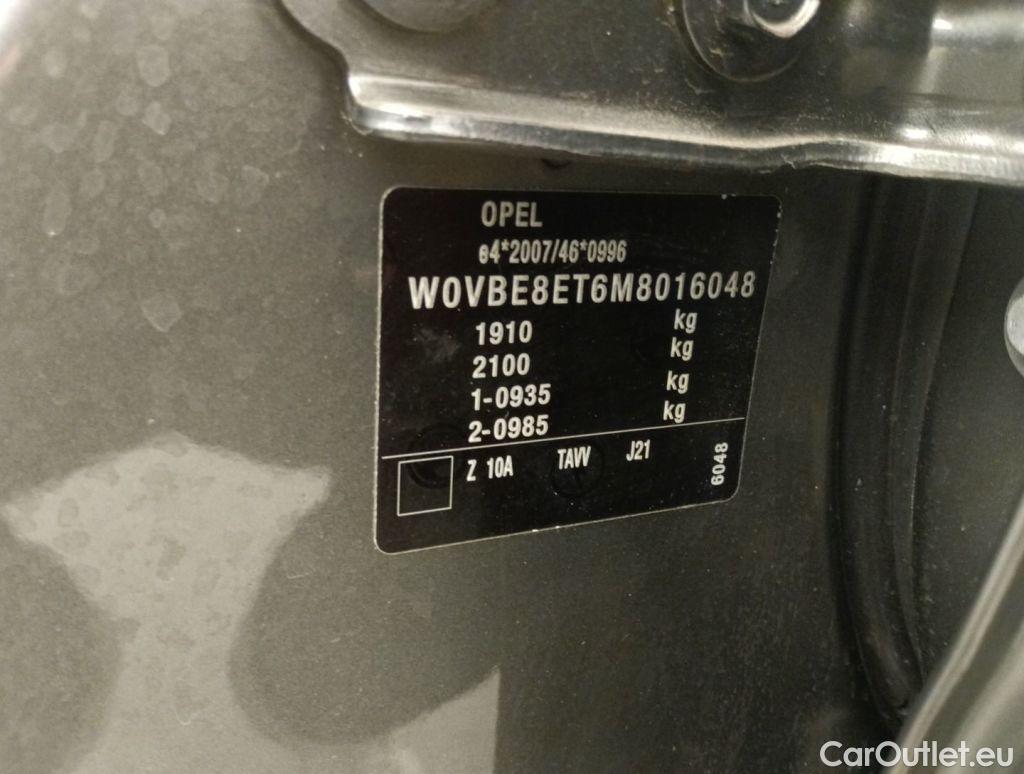 OPEL
e4*2007/46*0996
W0VBE8ET6M8016048
1910 kg
2100 kg
1-0935 kg
2-0985 kg
Z 10A TAVV J21
6048
CarOutlet.eu